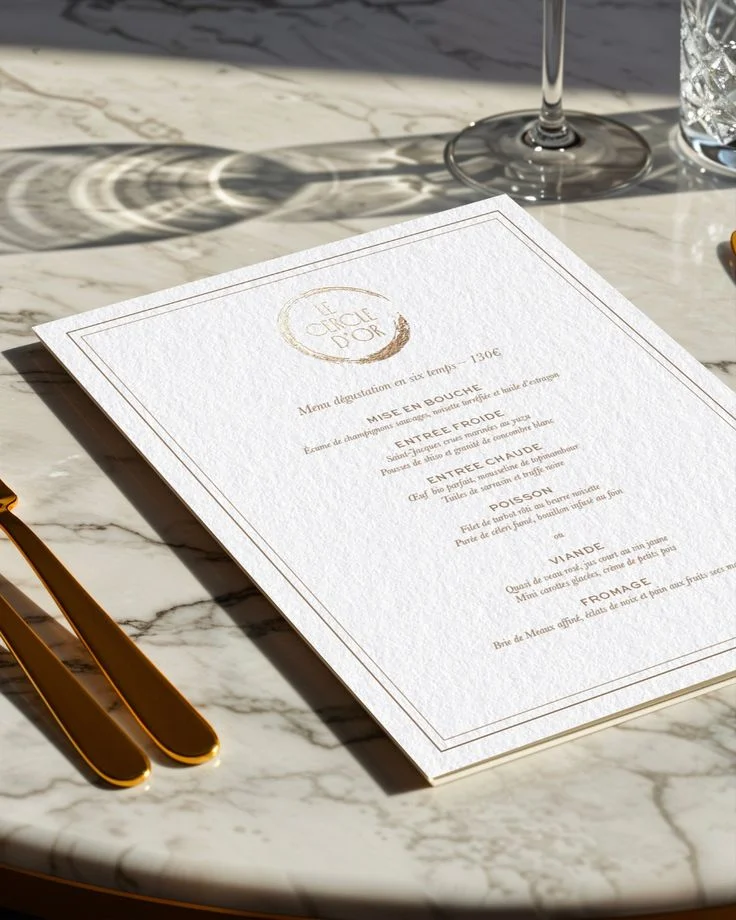 LE
CERCLE
D'OR
Menu dégustation en six temps – 130€
MISE EN BOUCHE
Écume de champignons sauvages, noisette torréfiée et huile d'estragon
ENTRÉE FROIDE
Saint-Jacques crues marinées au yuzu
Pousses de shiso et granité de concombre blanc
ENTRÉE CHAUDE
Œuf bio parfait, mousseline de topinambour
Tuiles de sarrasin et truffe noire
POISSON
Filet de turbot rôti au beurre noisette
Purée de céleri fumé, bouillon infusé au foin
ou
VIANDE
Quasi de veau rosé, jus court au vin jaune
Mini carottes glacées, crème de petits pois
FROMAGE
Brie de Meaux affiné, éclats de noix et pain aux fruits secs